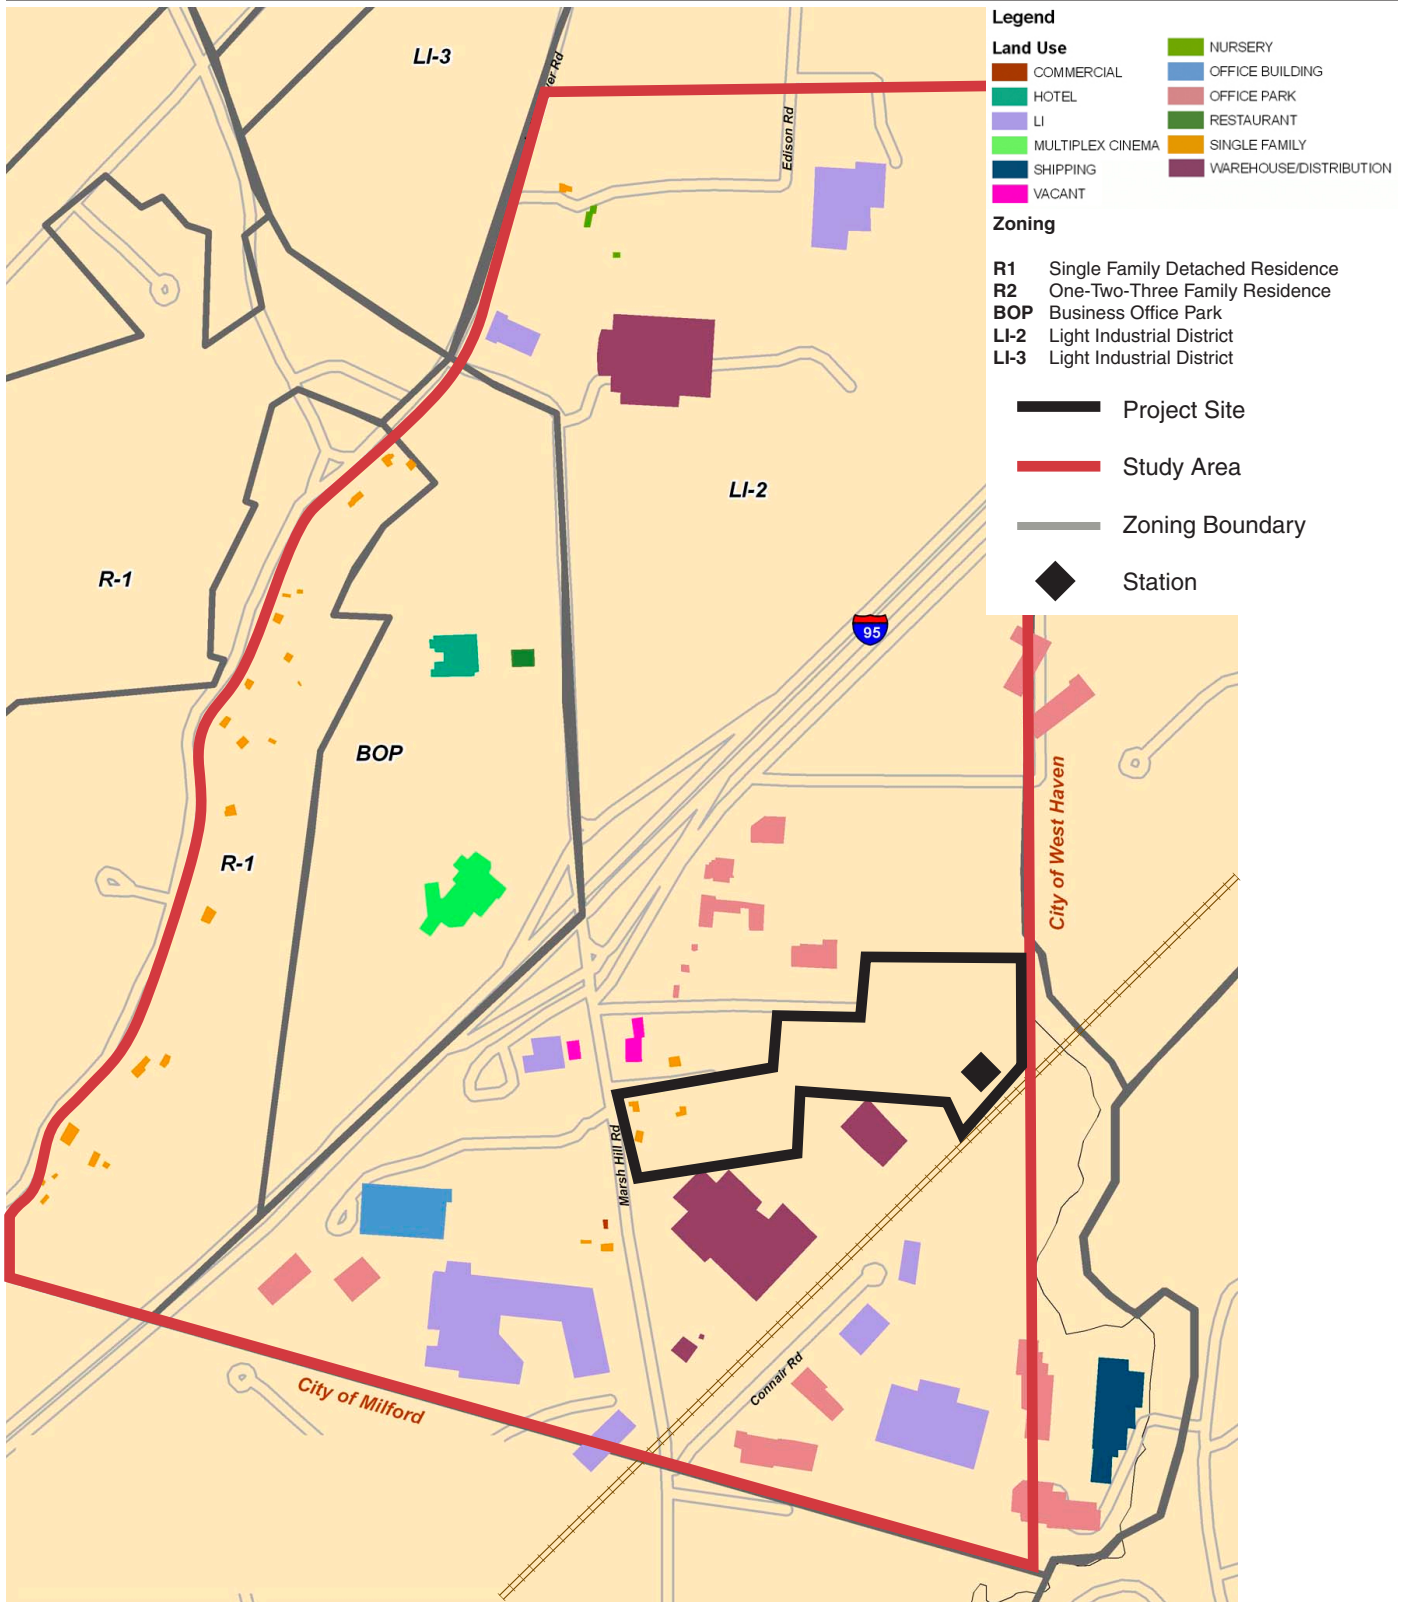 Legend
Land Use
COMMERCIAL
HOTEL
LI
MULTIPLEX CINEMA
SHIPPING
VACANT
NURSERY
OFFICE BUILDING
OFFICE PARK
RESTAURANT
SINGLE FAMILY
WAREHOUSE/DISTRIBUTION
Zoning
R1 Single Family Detached Residence
R2 One-Two-Three Family Residence
BOP Business Office Park
LI-2 Light Industrial District
LI-3 Light Industrial District
Project Site
Study Area
Zoning Boundary
Station
LI-3
Edison Rd
LI-2
R-1
95
BOP
City of West Haven
R-1
Marsh Hill Rd
Connair Rd
City of Milford